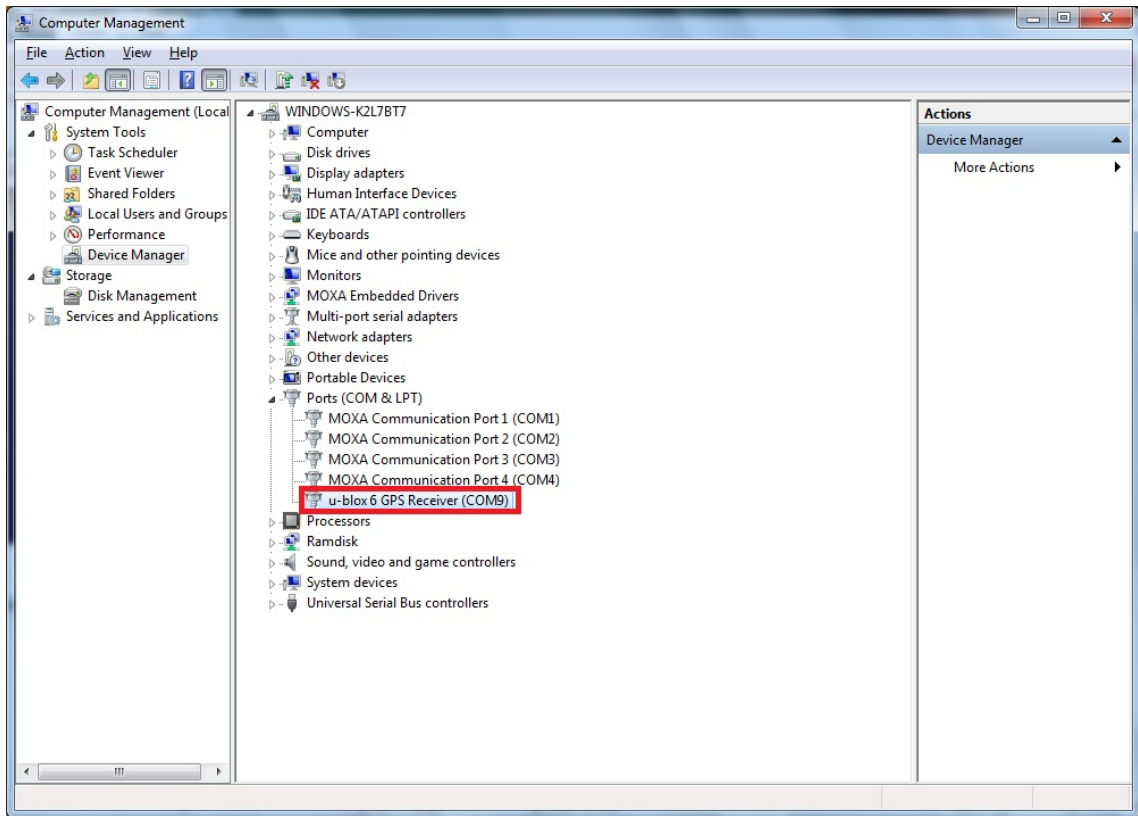 Computer Management
File Action View Help
Computer Management (Local
System Tools
Task Scheduler
Event Viewer
Shared Folders
Local Users and Groups
Performance
Device Manager
Storage
Disk Management
Services and Applications
WINDOWS-K2L7BT7
Computer
Disk drives
Display adapters
Human Interface Devices
IDE ATA/ATAPI controllers
Keyboards
Mice and other pointing devices
Monitors
MOXA Embedded Drivers
Multi-port serial adapters
Network adapters
Other devices
Portable Devices
Ports (COM & LPT)
MOXA Communication Port 1 (COM1)
MOXA Communication Port 2 (COM2)
MOXA Communication Port 3 (COM3)
MOXA Communication Port 4 (COM4)
u-blox 6 GPS Receiver (COM9)
Processors
Ramdisk
Sound, video and game controllers
System devices
Universal Serial Bus controllers
Actions
Device Manager
More Actions